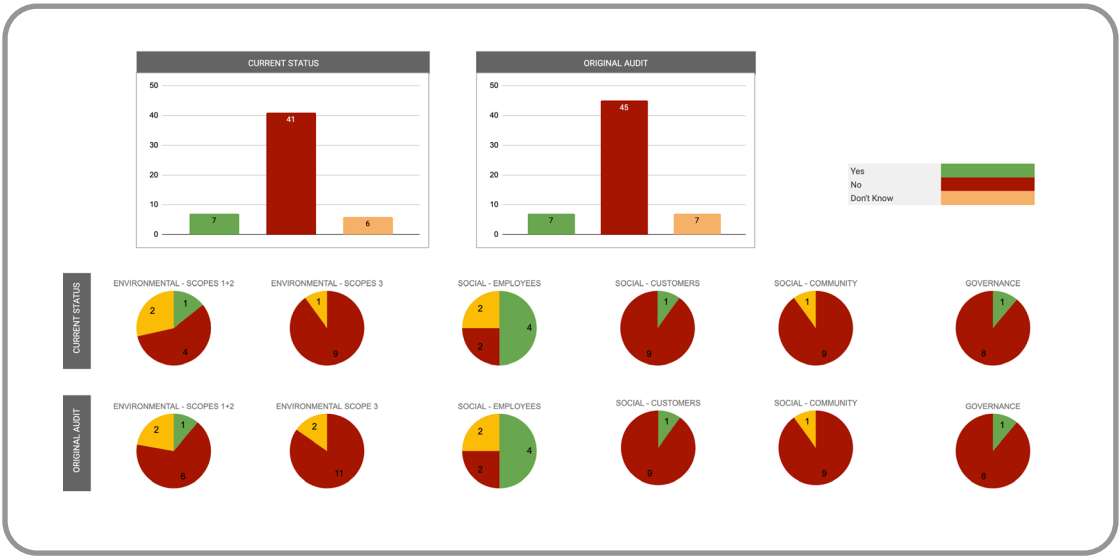 CURRENT STATUS
50
40
30
20
10
0
7
41
6
ORIGINAL AUDIT
50
40
30
20
10
0
7
45
7
Yes
No
Don't Know
CURRENT STATUS
ENVIRONMENTAL - SCOPES 1+2
2
1
4
ENVIRONMENTAL - SCOPES 3
1
9
SOCIAL - EMPLOYEES
2
4
2
SOCIAL - CUSTOMERS
1
9
SOCIAL - COMMUNITY
1
9
GOVERNANCE
1
8
ORIGINAL AUDIT
ENVIRONMENTAL - SCOPES 1+2
2
1
6
ENVIRONMENTAL SCOPE 3
2
11
SOCIAL - EMPLOYEES
2
4
2
SOCIAL - CUSTOMERS
1
9
SOCIAL - COMMUNITY
1
9
GOVERNANCE
1
8